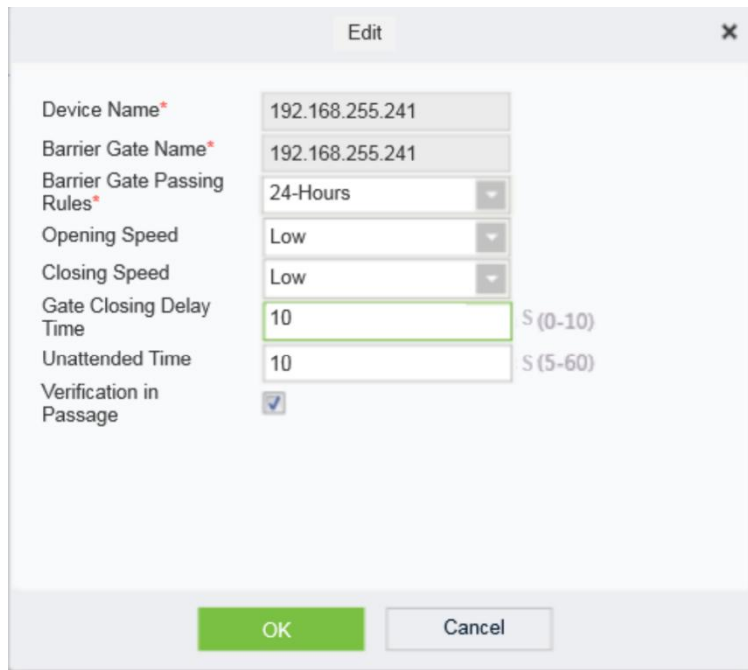 Edit
Device Name* 192.168.255.241
Barrier Gate Name* 192.168.255.241
Barrier Gate Passing
Rules* 24-Hours
Opening Speed Low
Closing Speed Low
Gate Closing Delay
Time 10 S (0-10)
Unattended Time 10 S (5-60)
Verification in
Passage
OK Cancel